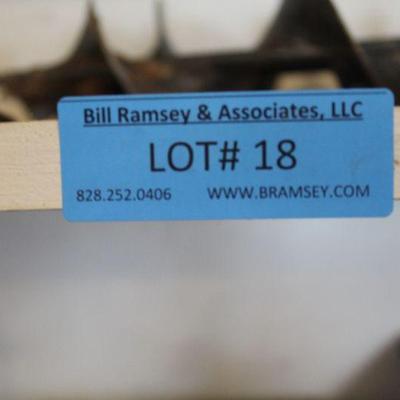 Bill Ramsey & Associates, LLC
LOT# 18
828.252.0406 WWW.BRAMSEY.COM